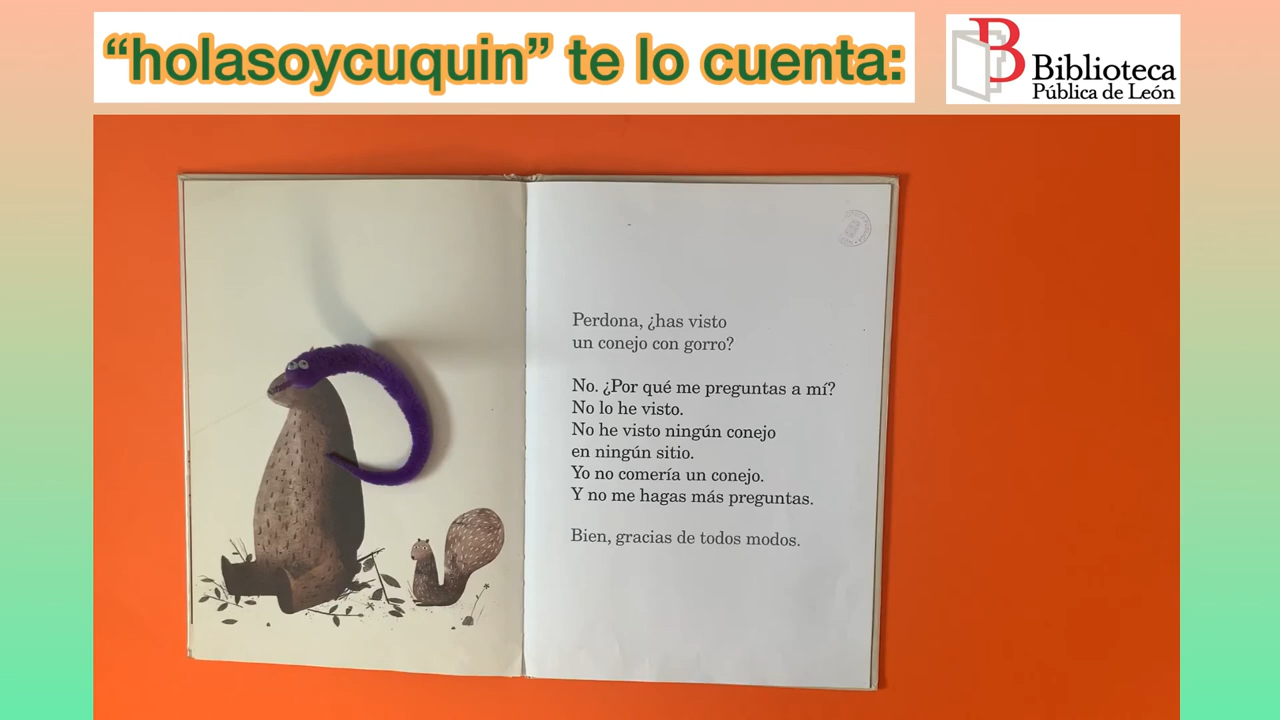 “holasoycuquin” te lo cuenta:
B
Biblioteca
Pública de León
Perdona, ¿has visto
un conejo con gorro?
No. ¿Por qué me preguntas a mí?
No lo he visto.
No he visto ningún conejo
en ningún sitio.
Yo no comería un conejo.
Y no me hagas más preguntas.
Bien, gracias de todos modos.